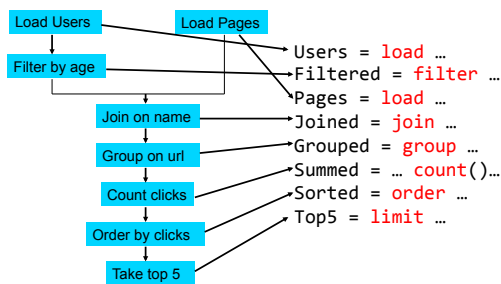 Load Users
Load Pages
Filter by age
Join on name
Group on url
Count clicks
Order by clicks
Take top 5
Users = load …
Filtered = filter …
Pages = load …
Joined = join …
Grouped = group …
Summed = … count()…
Sorted = order …
Top5 = limit …